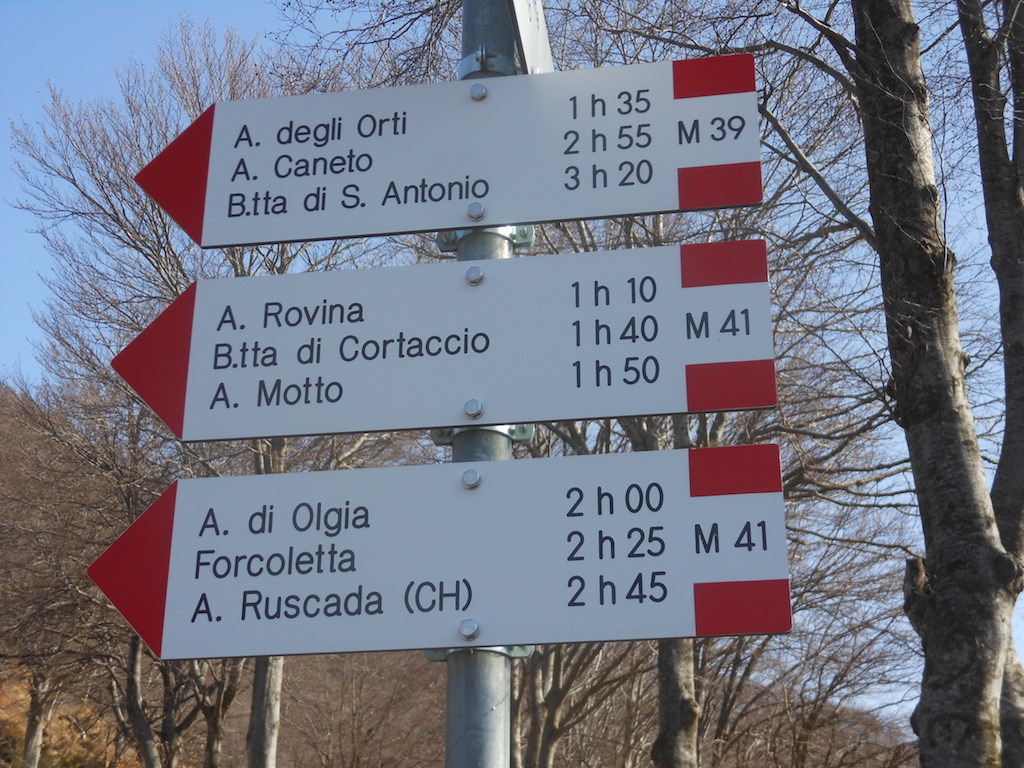 A. degli Orti 1 h 35
A. Caneto 2 h 55 M 39
B.tta di S. Antonio 3 h 20
A. Rovina 1 h 10
B.tta di Cortaccio 1 h 40 M 41
A. Motto 1 h 50
A. di Olgia 2 h 00
Forcoletta 2 h 25 M 41
A. Ruscada (CH) 2 h 45